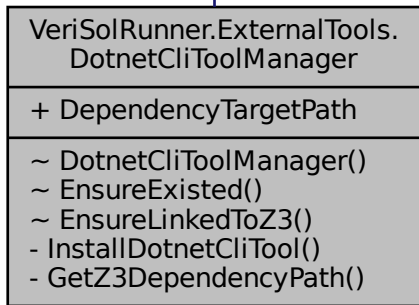 VeriSolRunner.ExternalTools.
DotnetCliToolManager
+ DependencyTargetPath
~ DotnetCliToolManager()
~ EnsureExisted()
~ EnsureLinkedToZ3()
- InstallDotnetCliTool()
- GetZ3DependencyPath()